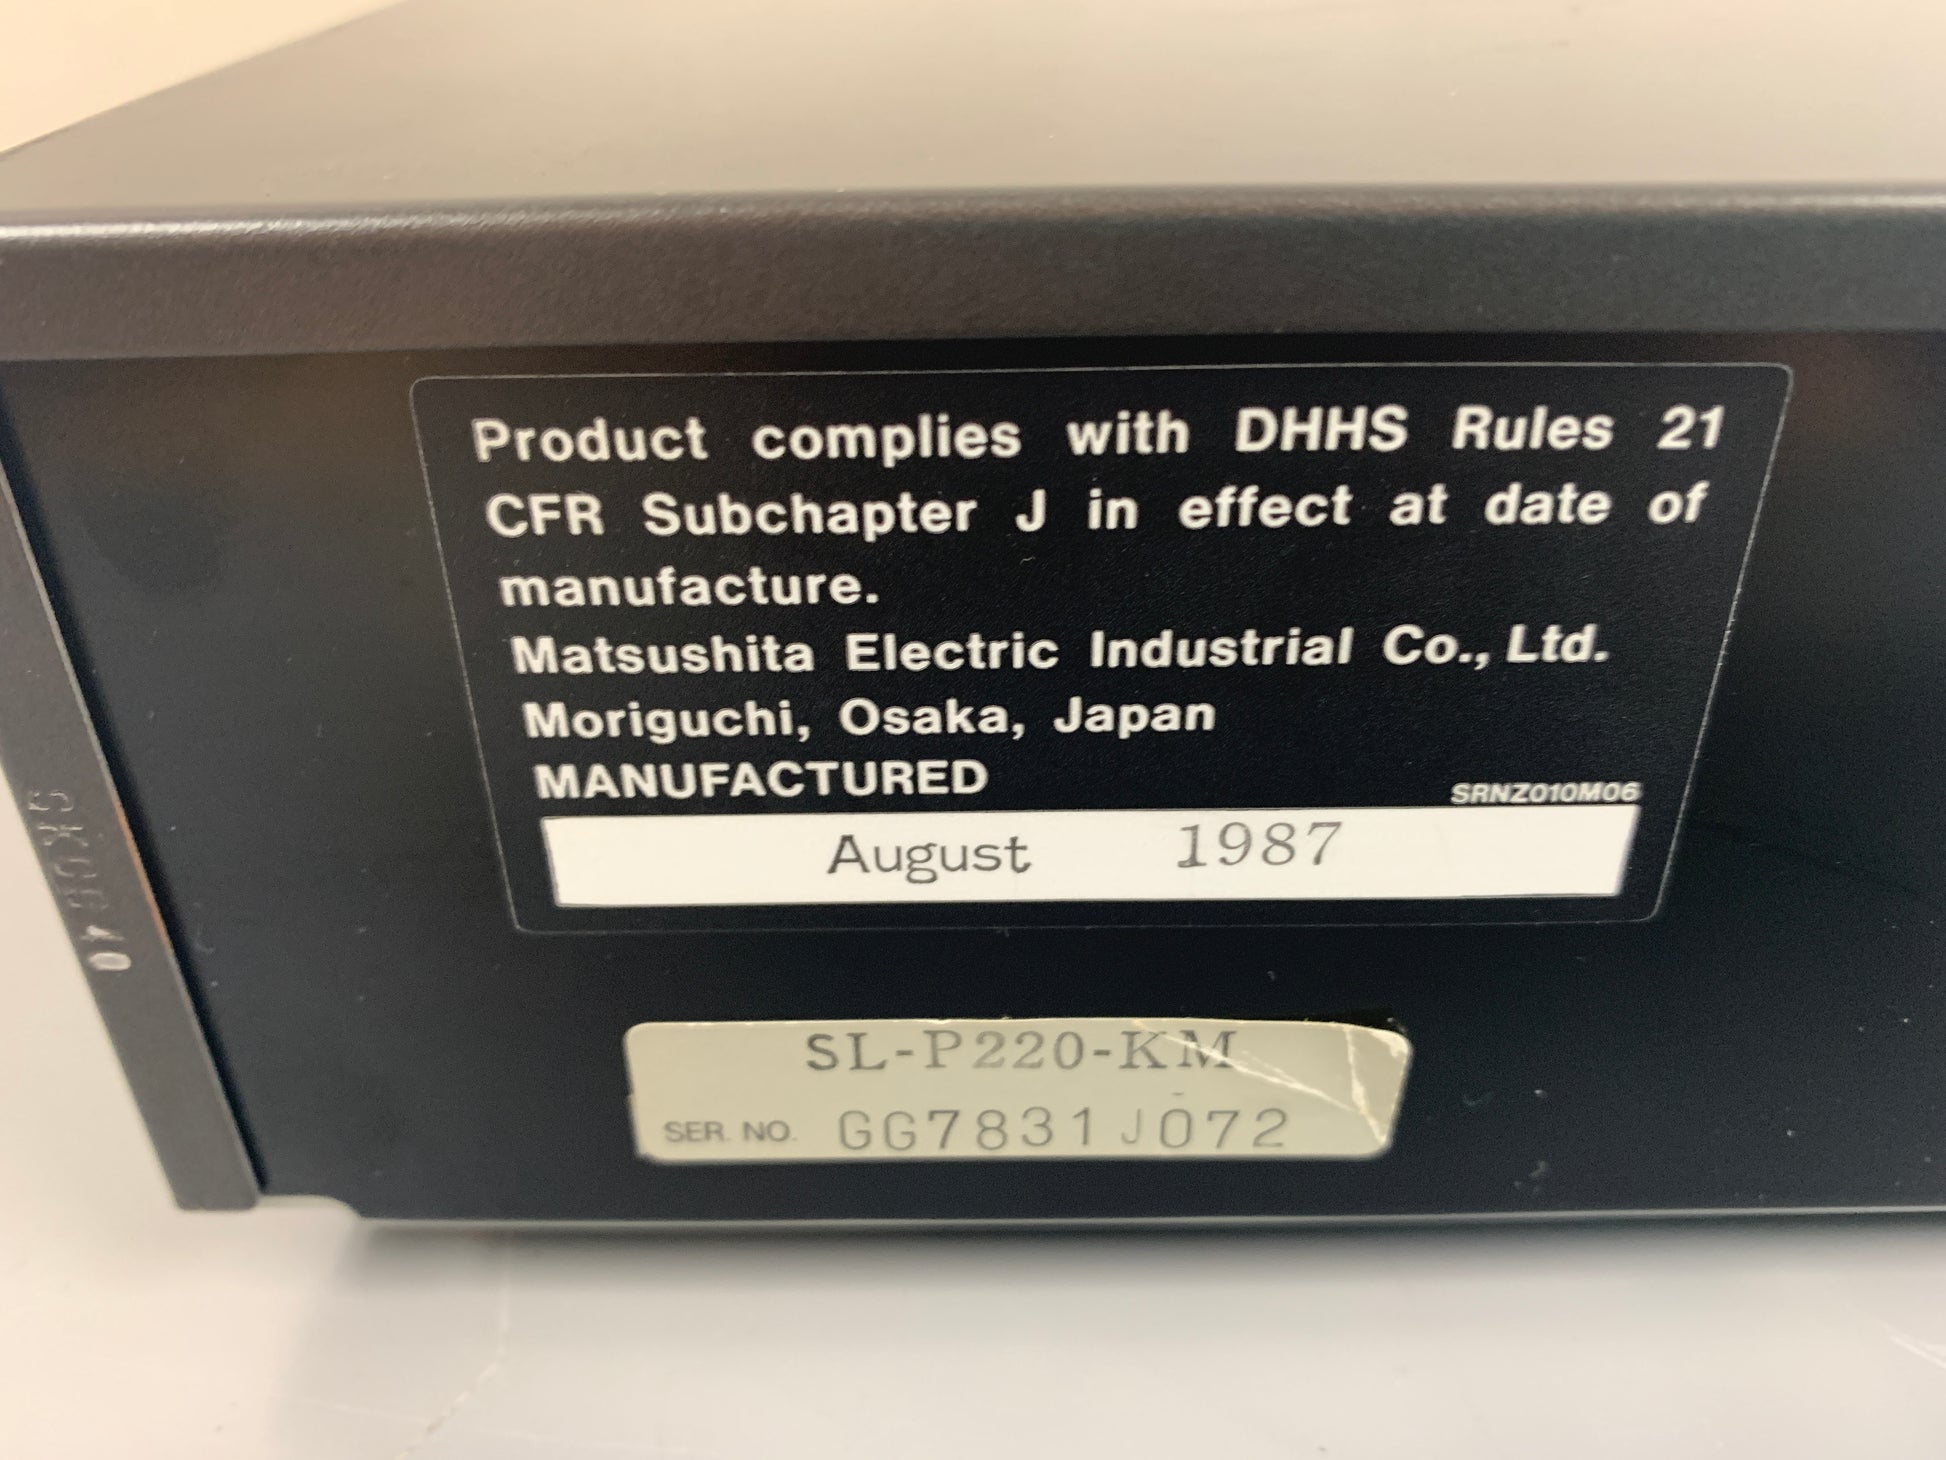 Product complies with DHHS Rules 21
CFR Subchapter J in effect at date of
manufacture.
Matsushita Electric Industrial Co., Ltd.
Moriguchi, Osaka, Japan
MANUFACTURED
SRNZ010M06
August 1987
SL-P220-KM
SER. NO. GG7831J072